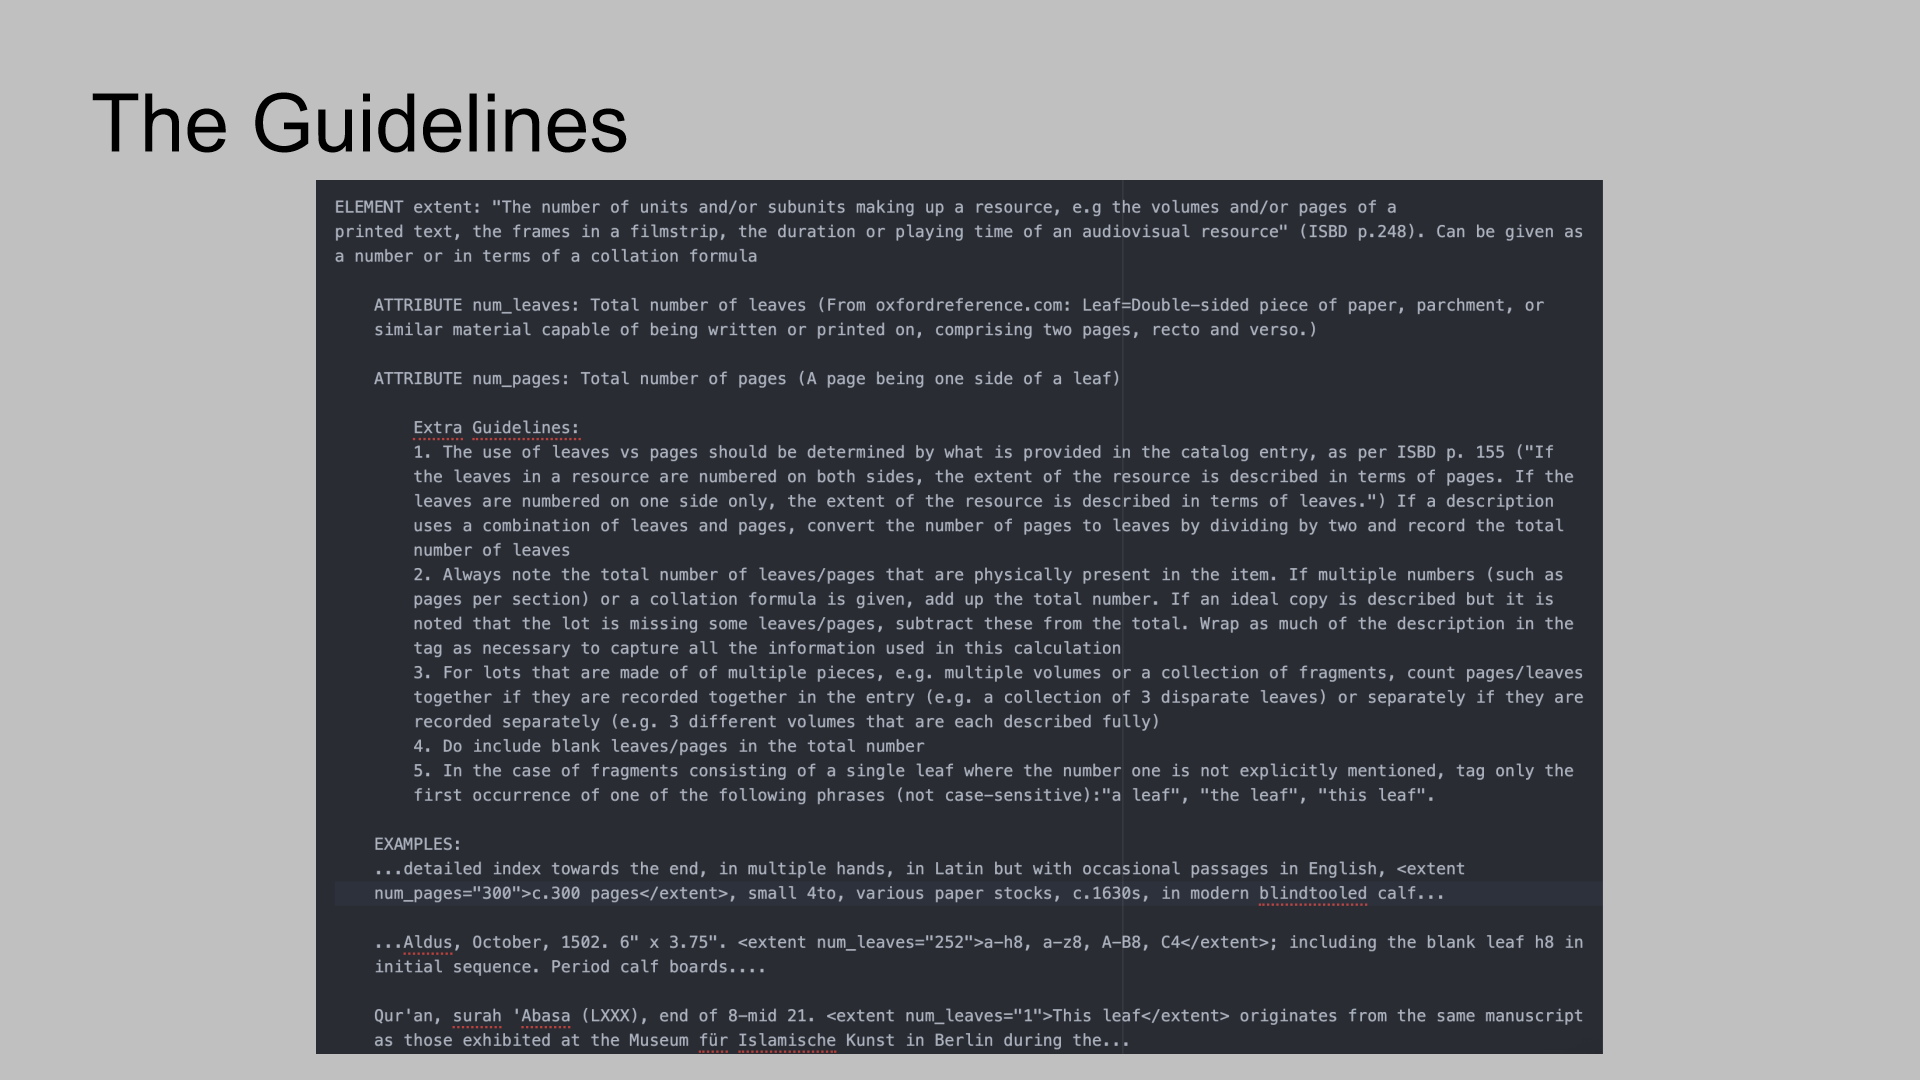 The Guidelines
ELEMENT extent: "The number of units and/or subunits making up a resource, e.g the volumes and/or pages of a
printed text, the frames in a filmstrip, the duration or playing time of an audiovisual resource" (ISBD p.248). Can be given as
a number or in terms of a collation formula
ATTRIBUTE num_leaves: Total number of leaves (From oxfordreference.com: Leaf=Double-sided piece of paper, parchment, or
similar material capable of being written or printed on, comprising two pages, recto and verso.)
ATTRIBUTE num_pages: Total number of pages (A page being one side of a leaf)
Extra Guidelines:
1. The use of leaves vs pages should be determined by what is provided in the catalog entry, as per ISBD p. 155 ("If
the leaves in a resource are numbered on both sides, the extent of the resource is described in terms of pages. If the
leaves are numbered on one side only, the extent of the resource is described in terms of leaves.") If a description
uses a combination of leaves and pages, convert the number of pages to leaves by dividing by two and record the total
number of leaves
2. Always note the total number of leaves/pages that are physically present in the item. If multiple numbers (such as
pages per section) or a collation formula is given, add up the total number. If an ideal copy is described but it is
noted that the lot is missing some leaves/pages, subtract these from the total. Wrap as much of the description in the
tag as necessary to capture all the information used in this calculation
3. For lots that are made of of multiple pieces, e.g. multiple volumes or a collection of fragments, count pages/leaves
together if they are recorded together in the entry (e.g. a collection of 3 disparate leaves) or separately if they are
recorded separately (e.g. 3 different volumes that are each described fully)
4. Do include blank leaves/pages in the total number
5. In the case of fragments consisting of a single leaf where the number one is not explicitly mentioned, tag only the
first occurrence of one of the following phrases (not case-sensitive):"a leaf", "the leaf", "this leaf".
EXAMPLES:
...detailed index towards the end, in multiple hands, in Latin but with occasional passages in English, <extent
num_pages="300">c.300 pages</extent>, small 4to, various paper stocks, c.1630s, in modern blindtooled calf...
...Aldus, October, 1502. 6" x 3.75". <extent num_leaves="252">a-h8, a-z8, A-B8, C4</extent>; including the blank leaf h8 in
initial sequence. Period calf boards....
Qur'an, surah 'Abasa (LXXX), end of 8-mid 21. <extent num_leaves="1">This leaf</extent> originates from the same manuscript
as those exhibited at the Museum für Islamische Kunst in Berlin during the...